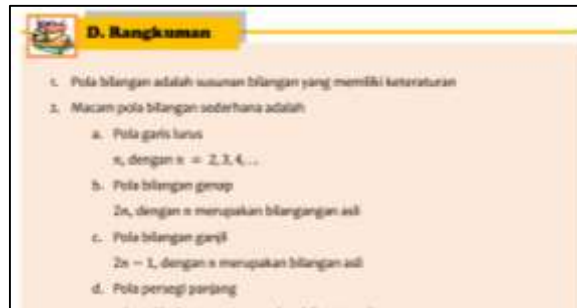 D. Rangkuman
1. Pola bilangan adalah susunan bilangan yang memiliki keteraturan
2. Macam pola bilangan sederhana adalah
a. Pola garis lurus
n, dengan n = 2, 3, 4, ...
b. Pola bilangan genap
2n, dengan n merupakan bilangangan asli
c. Pola bilangan ganjil
2n − 1, dengan n merupakan bilangan asli
d. Pola persegi panjang